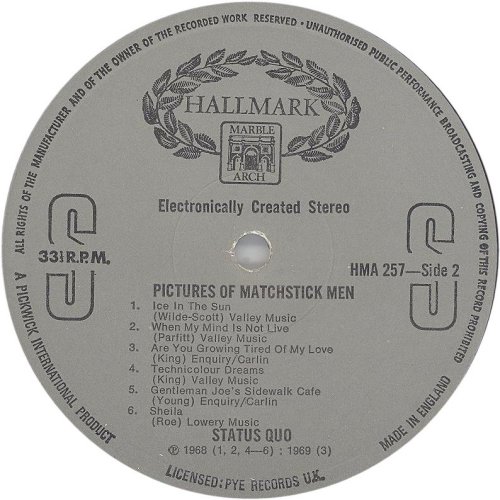 ALL RIGHTS OF THE MANUFACTURER AND OF THE OWNER OF THE RECORDED WORK RESERVED · UNAUTHORISED PUBLIC PERFORMANCE BROADCASTING AND COPYING OF THIS RECORD PROHIBITED
HALLMARK
MARBLE
ARCH
Electronically Created Stereo
33⅓ R.P.M.
HMA 257—Side 2
PICTURES OF MATCHSTICK MEN
1. Ice In The Sun
(Wilde-Scott) Valley Music
2. When My Mind Is Not Live
(Parfitt) Valley Music
3. Are You Growing Tired Of My Love
(King) Enquiry/Carlin
4. Technicolour Dreams
(King) Valley Music
5. Gentleman Joe's Sidewalk Cafe
(Young) Enquiry/Carlin
6. Sheila
(Roe) Lowery Music
STATUS QUO
℗ 1968 (1, 2, 4—6) : 1969 (3)
A PICKWICK INTERNATIONAL PRODUCT
LICENSED: PYE RECORDS U.K.
MADE IN ENGLAND